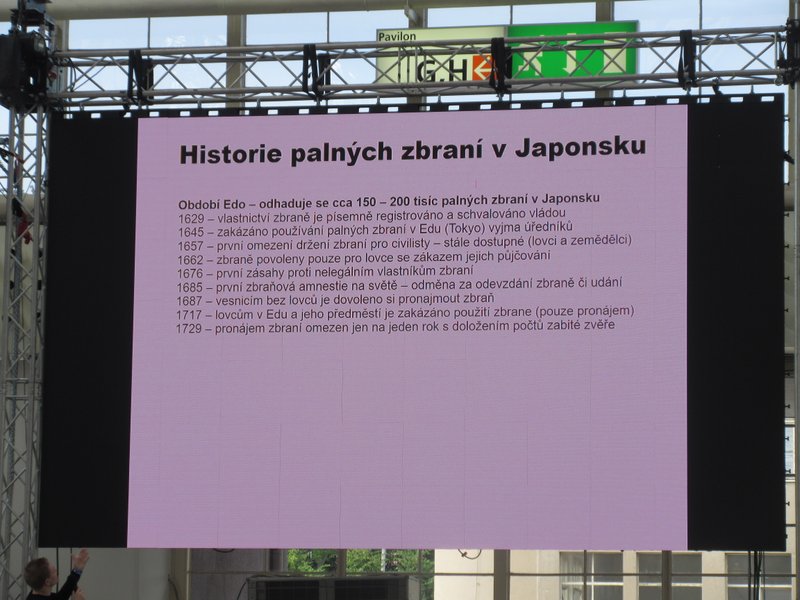 Pavilon
G.H
Historie palných zbraní v Japonsku
Období Edo – odhaduje se cca 150 – 200 tisíc palných zbraní v Japonsku
1629 – vlastnictví zbraně je písemně registrováno a schvalováno vládou
1645 – zakázáno používání palných zbraní v Edu (Tokyo) vyjma úředníků
1657 – první omezení držení zbraní pro civilisty – stále dostupné (lovci a zemědělci)
1662 – zbraně povoleny pouze pro lovce se zákazem jejich půjčování
1676 – první zásahy proti nelegálním vlastníkům zbraní
1685 – první zbraňová amnestie na světě – odměna za odevzdání zbraně či udání
1687 – vesnicím bez lovců je dovoleno si pronajmout zbraň
1717 – lovcům v Edu a jeho předměstí je zakázáno použití zbrane (pouze pronájem)
1729 – pronájem zbraní omezen jen na jeden rok s doložením počtů zabité zvěře